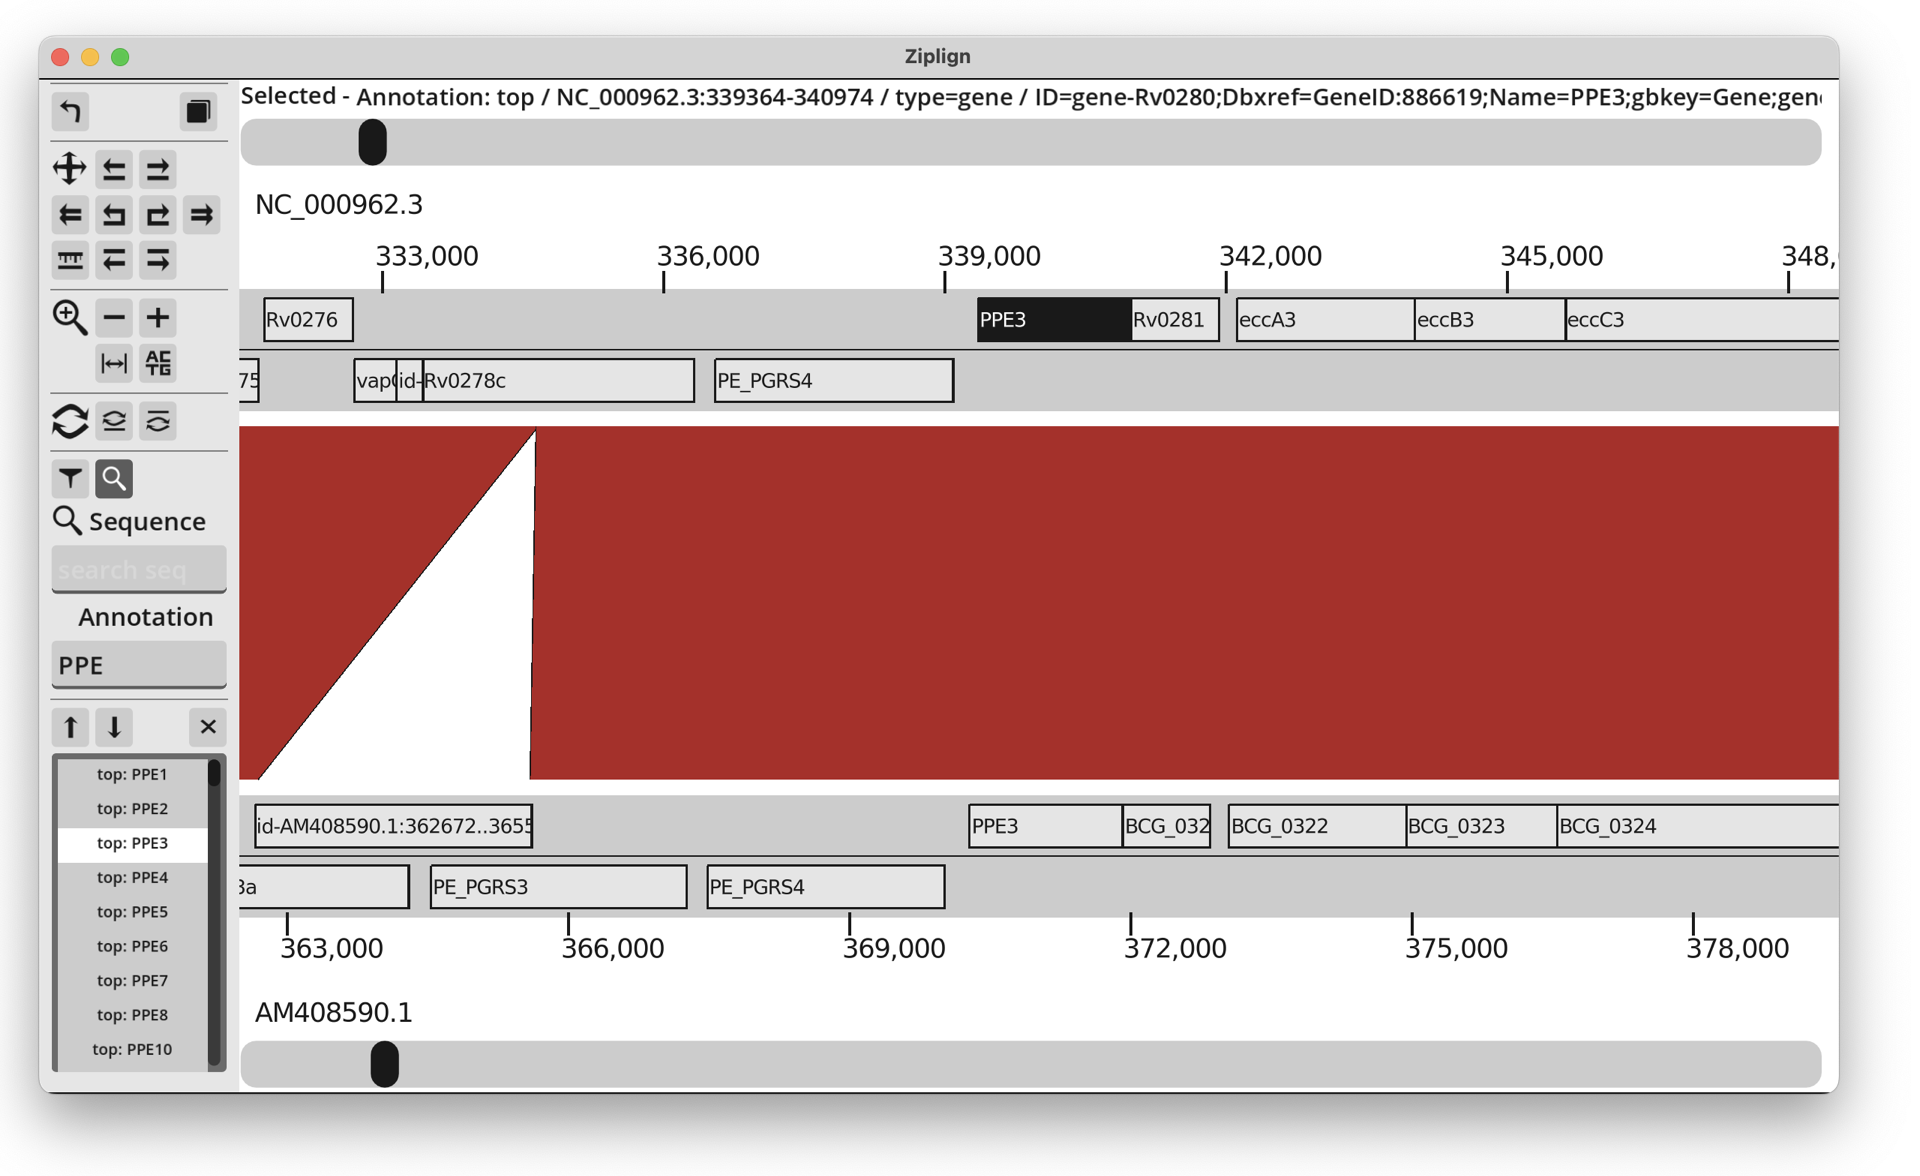 Ziplign
Selected - Annotation: top / NC_000962.3:339364-340974 / type=gene / ID=gene-Rv0280;Dbxref=GeneID:886619;Name=PPE3;gbkey=Gene;gen
NC_000962.3
333,000 336,000 339,000 342,000 345,000 348,
Rv0276 PPE3 Rv0281 eccA3 eccB3 eccC3
75 vap id- Rv0278c PE_PGRS4
AC
TG
Sequence
search seq
Annotation
PPE
top: PPE1
top: PPE2
top: PPE3
top: PPE4
top: PPE5
top: PPE6
top: PPE7
top: PPE8
top: PPE10
id-AM408590.1:362672..3655 PPE3 BCG_032 BCG_0322 BCG_0323 BCG_0324
3a PE_PGRS3 PE_PGRS4
363,000 366,000 369,000 372,000 375,000 378,000
AM408590.1